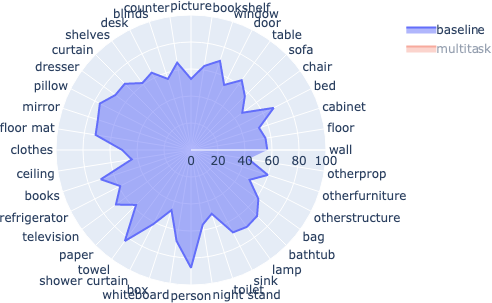 picture
bookshelf
window
door
table
sofa
chair
bed
cabinet
floor
wall
otherprop
otherfurniture
otherstructure
bag
bathtub
lamp
sink
toilet
night stand
person
whiteboard
box
shower curtain
towel
paper
television
refrigerator
books
ceiling
clothes
floor mat
mirror
pillow
dresser
curtain
shelves
desk
blinds
counter
0 20 40 60 80 100
baseline
multitask